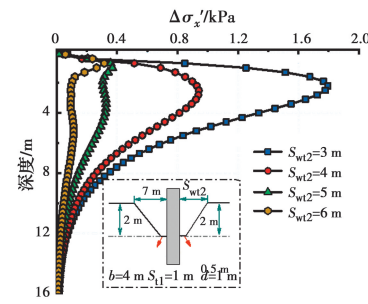 Δσx′/kPa
0 0.4 0.8 1.2 1.6 2.0
4
8
12
16
深度/m
Swt2=3 m
Swt2=4 m
Swt2=5 m
Swt2=6 m
7 m Swt2
2 m 2 m
0.5 m
b=4 m St1=1 m d=1 m